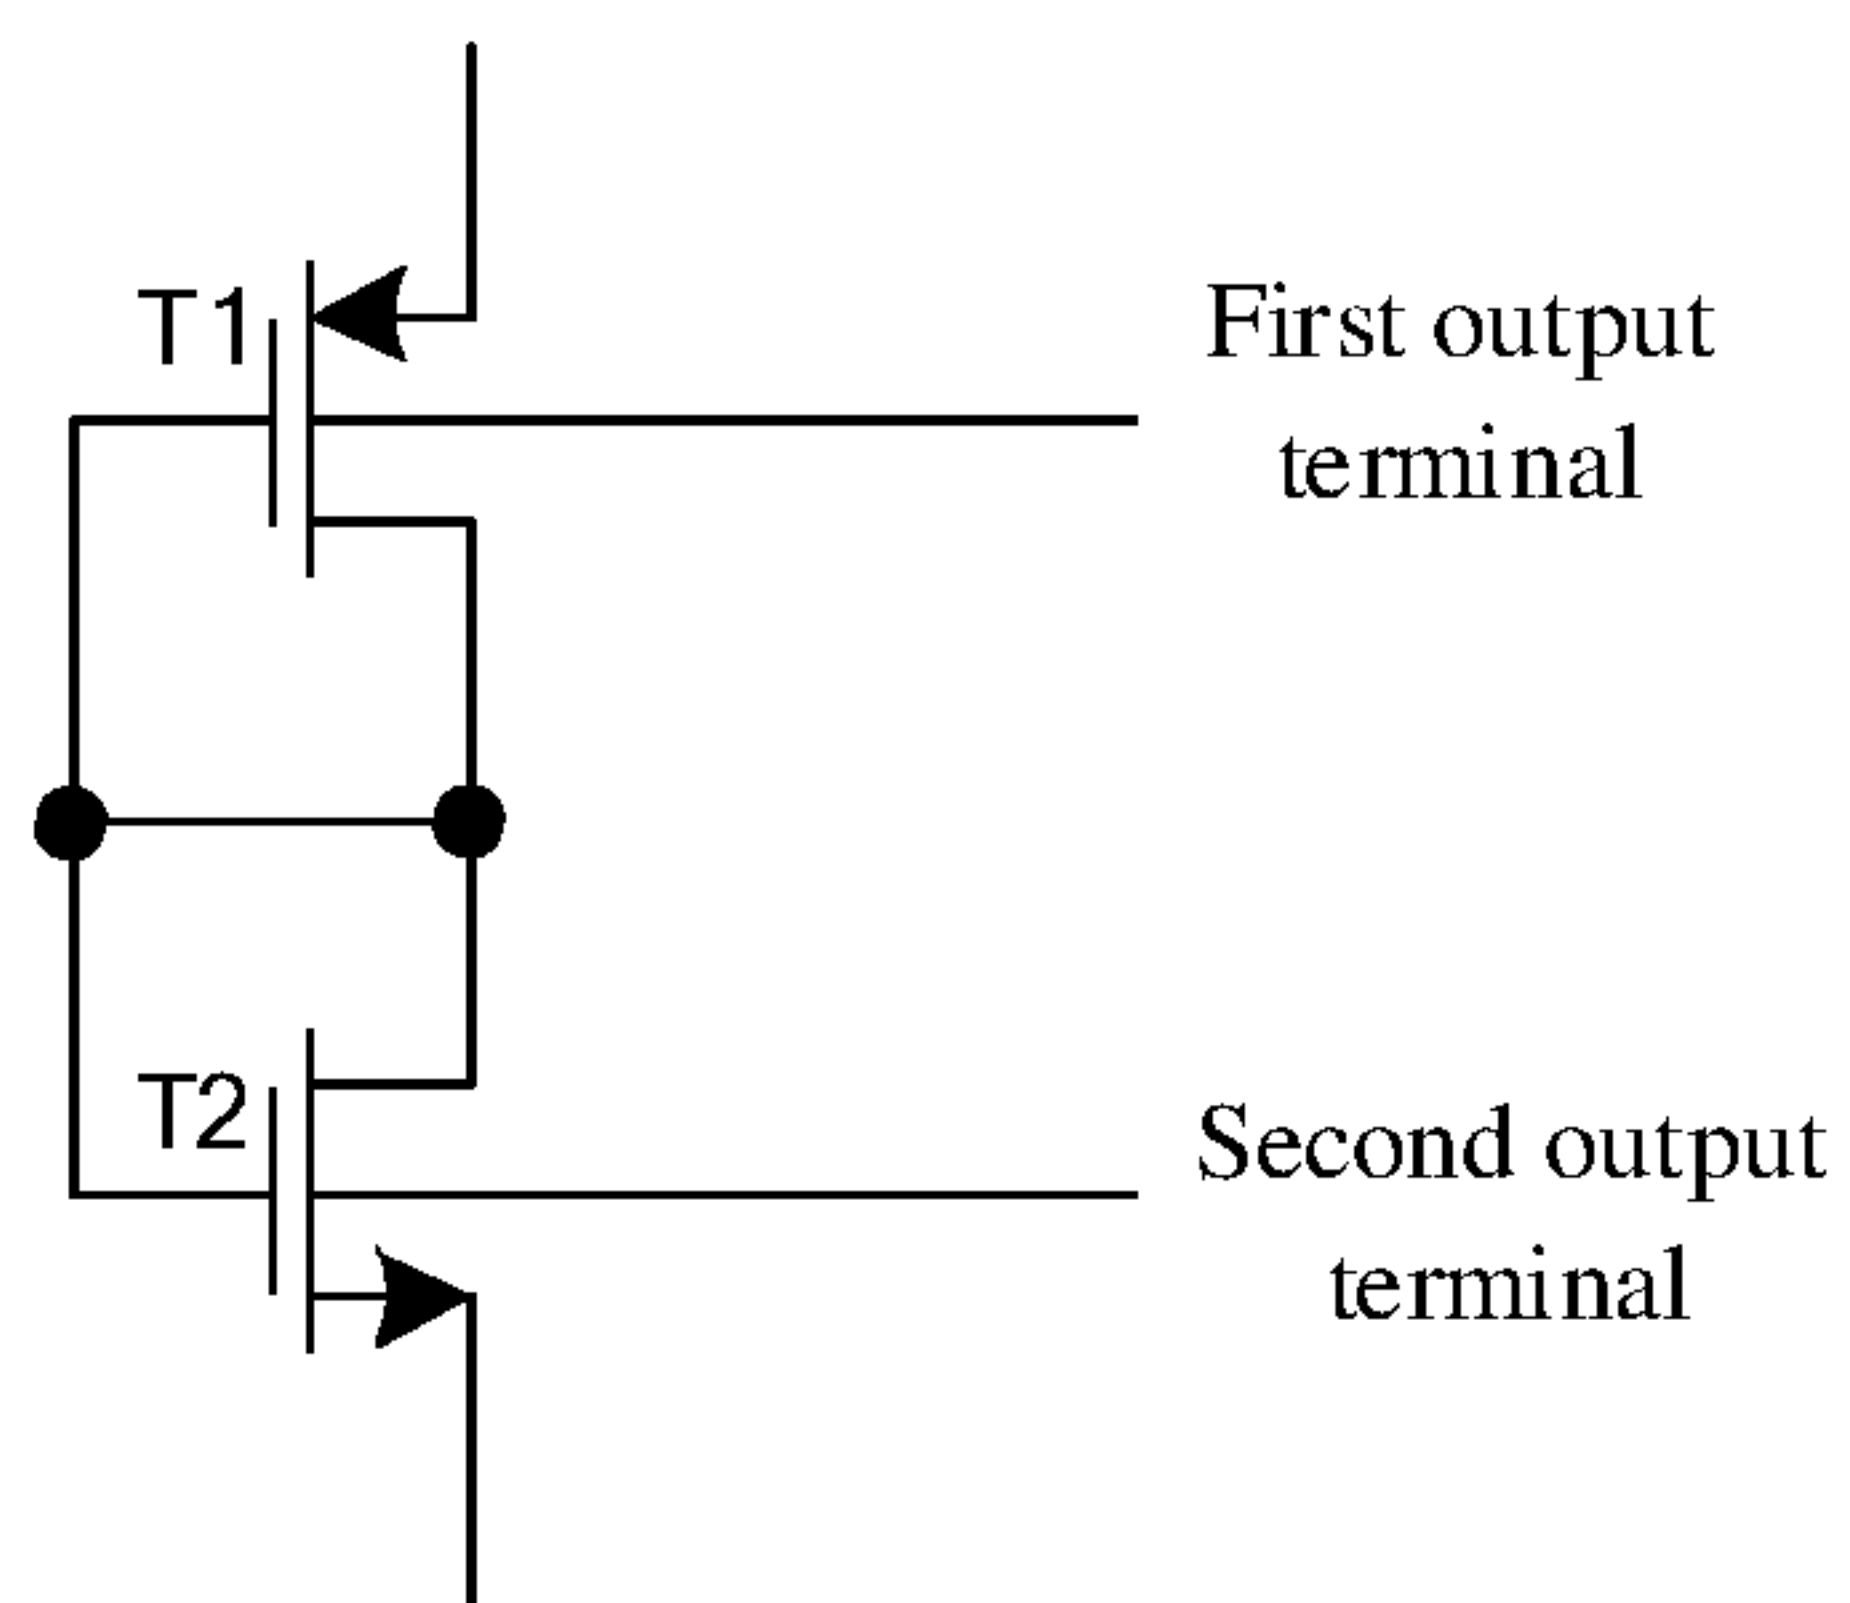 T1
First output
terminal
T2
Second output
terminal